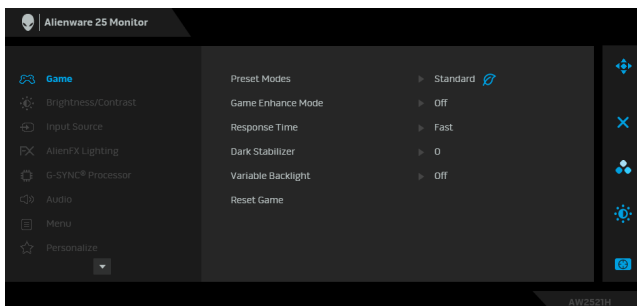 Alienware 25 Monitor
Game
Preset Modes Standard
Brightness/Contrast
Game Enhance Mode Off
Input Source
Response Time Fast
AlienFX Lighting
Dark Stabilizer 0
G-SYNC® Processor
Variable Backlight Off
Audio
Reset Game
Menu
Personalize
AW2521H